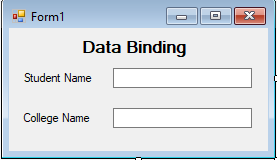 Form1
Data Binding
Student Name
College Name